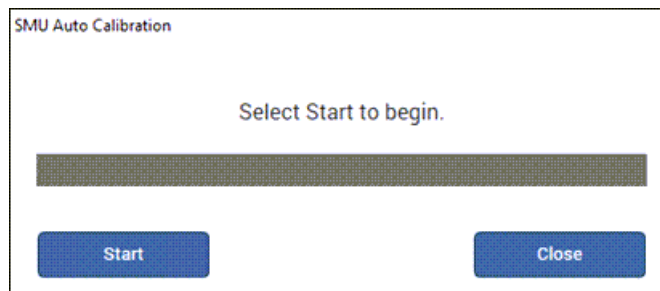 SMU Auto Calibration
Select Start to begin.
Start
Close